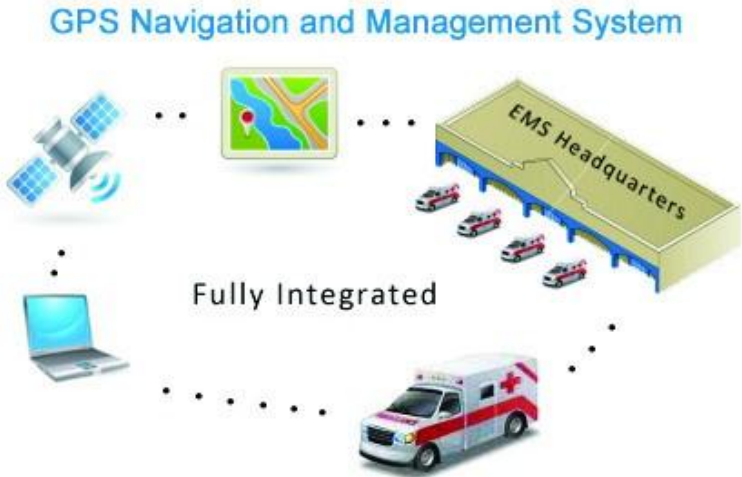 GPS Navigation and Management System
EMS Headquarters
Fully Integrated